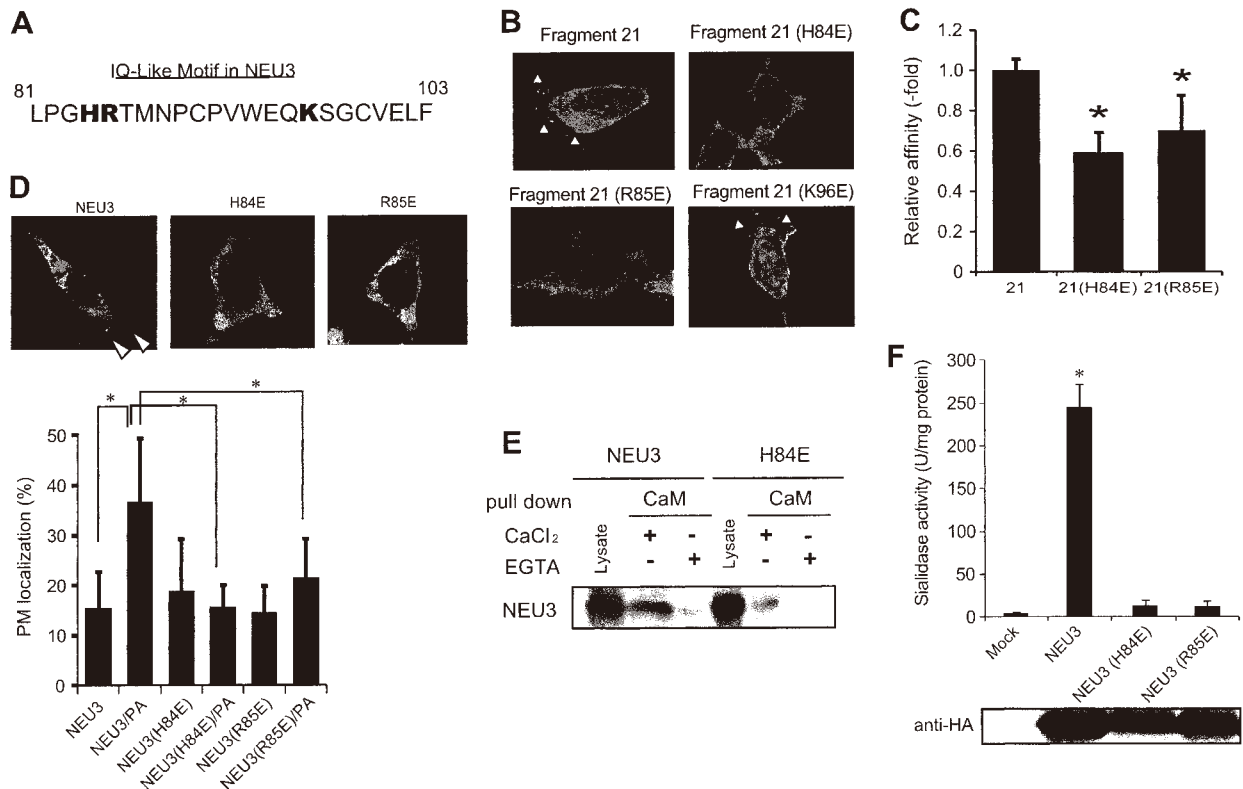 A
IQ-Like Motif in NEU3
81
103
LPGHRTMNPCPVWEQKSGCVELF
B
Fragment 21
Fragment 21 (H84E)
Fragment 21 (R85E)
Fragment 21 (K96E)
C
Relative affinity (-fold)
1.2
1.0
0.8
0.6
0.4
0.2
0
*
*
21
21(H84E)
21(R85E)
D
NEU3
H84E
R85E
PM localization (%)
50
40
30
20
10
0
*
*
*
NEU3
NEU3/PA
NEU3(H84E)
NEU3(H84E)/PA
NEU3(R85E)
NEU3(R85E)/PA
E
NEU3
H84E
pull down
CaM
CaM
CaCl2
Lysate
+
-
Lysate
+
-
EGTA
-
+
-
+
NEU3
F
Sialidase activity (U/mg protein)
300
250
200
150
100
50
0
*
Mock
NEU3
NEU3 (H84E)
NEU3 (R85E)
anti-HA